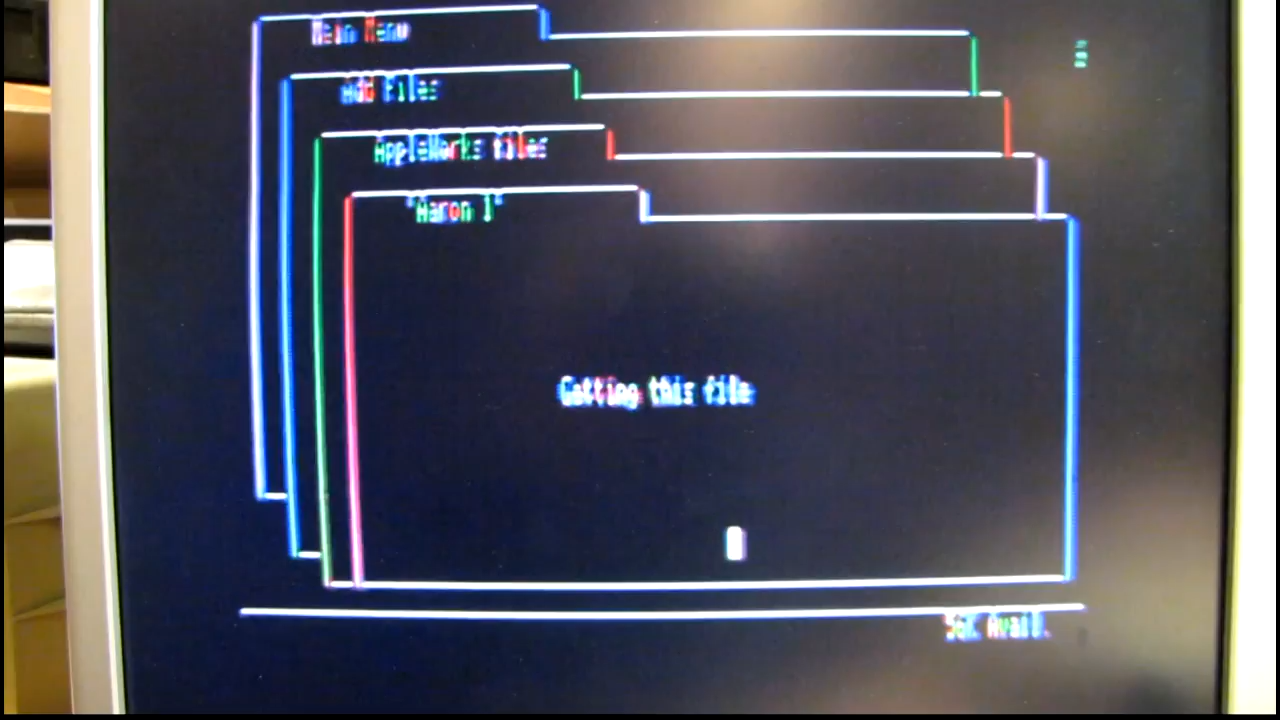 Main Menu
Add files
AppleWorks files
"Aaron 1"
Getting this file
Avail.